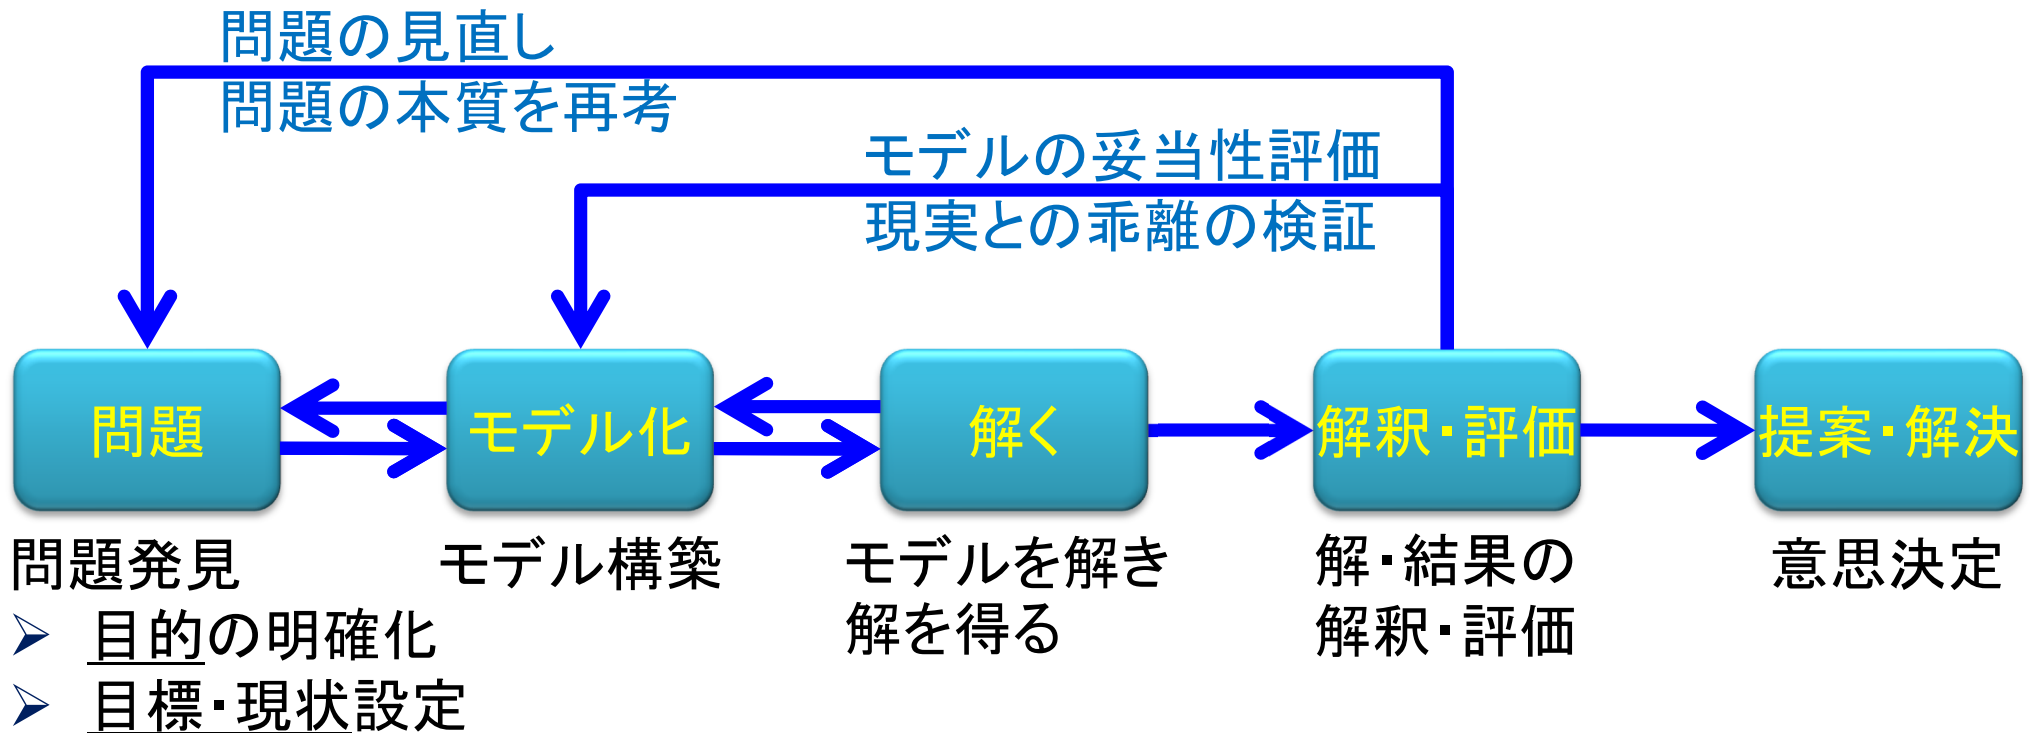 問題の見直し
問題の本質を再考
モデルの妥当性評価
現実との乖離の検証
問題
モデル化
解く
解釈・評価
提案・解決
問題発見
➢ 目的の明確化
➢ 目標・現状設定
モデル構築
モデルを解き
解を得る
解・結果の
解釈・評価
意思決定